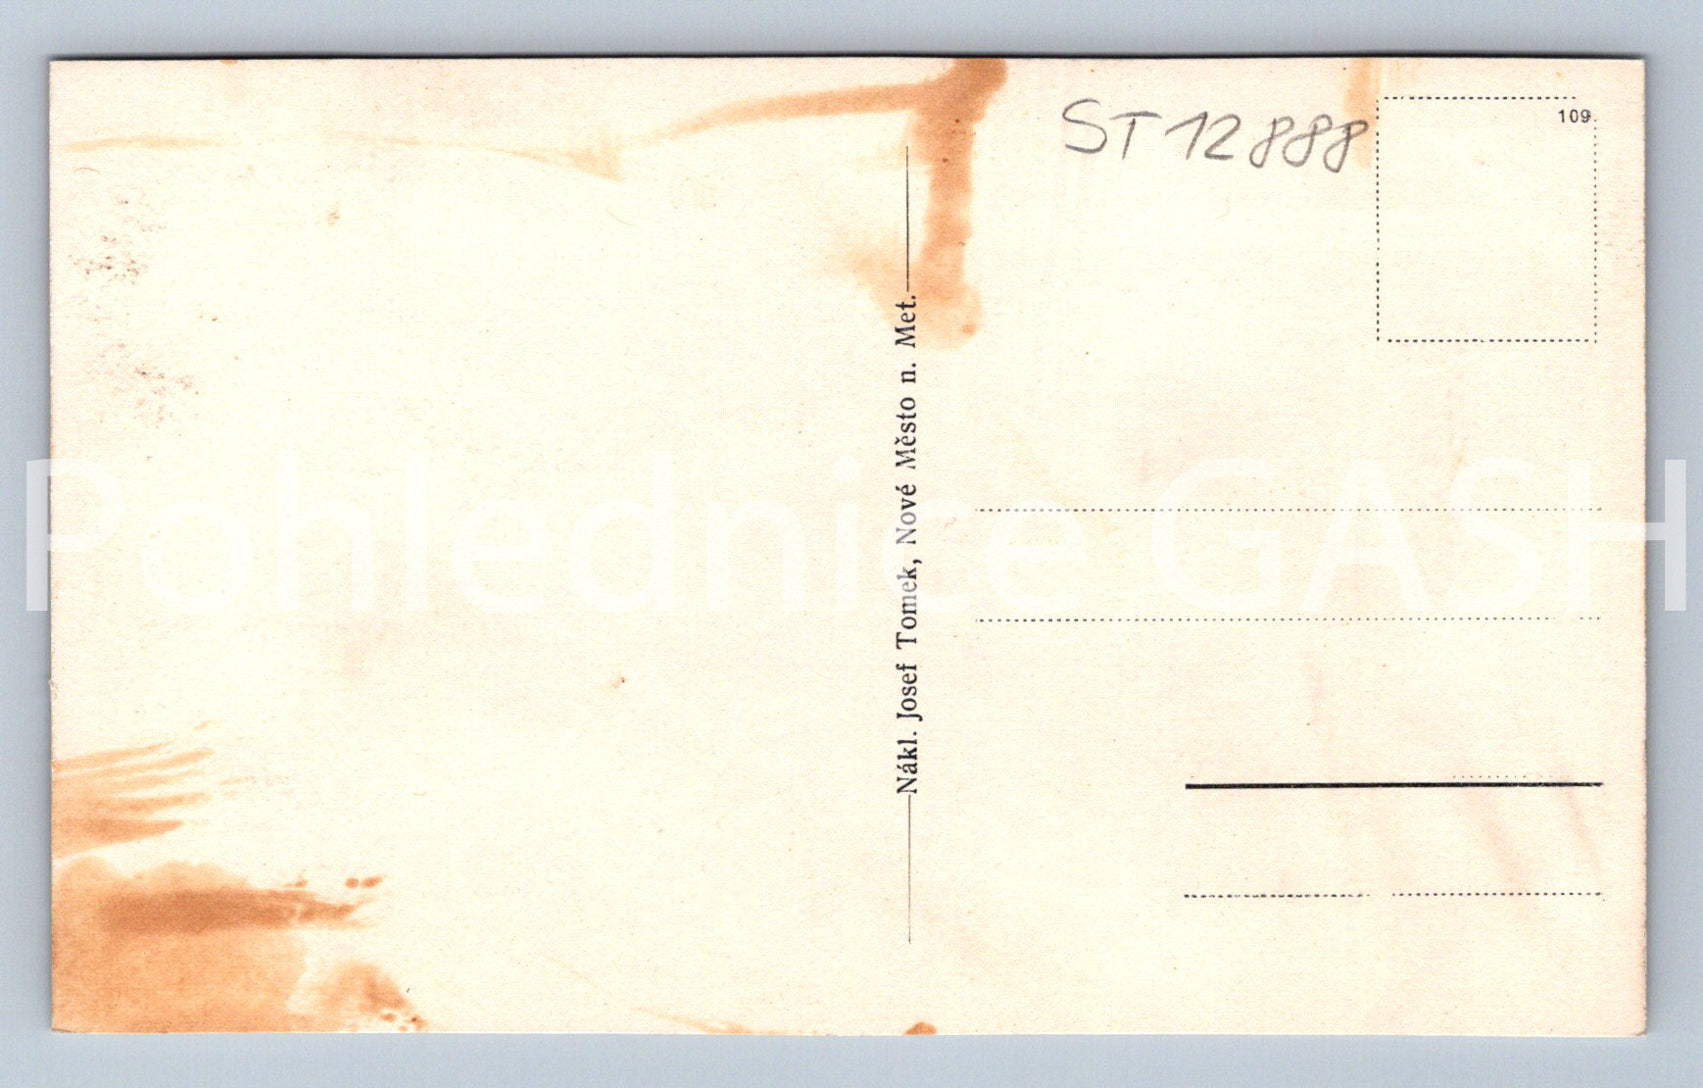 ST 12888
109.
Nákl. Josef Tomek, Nové Město n. Met.
Pohlednice GASH